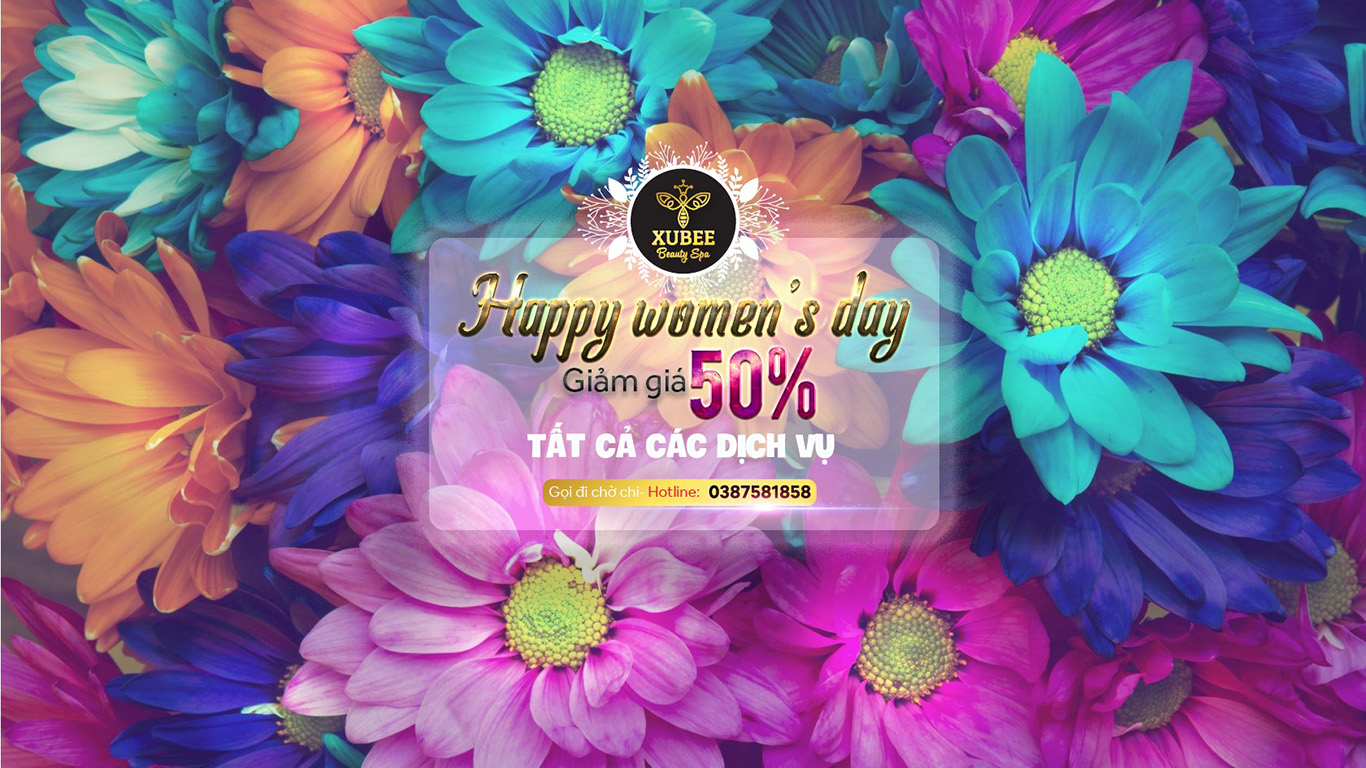 XUBEE
Beauty Spa
Happy women's day
Giảm giá 50%
TẤT CẢ CÁC DỊCH VỤ
Gọi đi chờ chi- Hotline: 0387581858